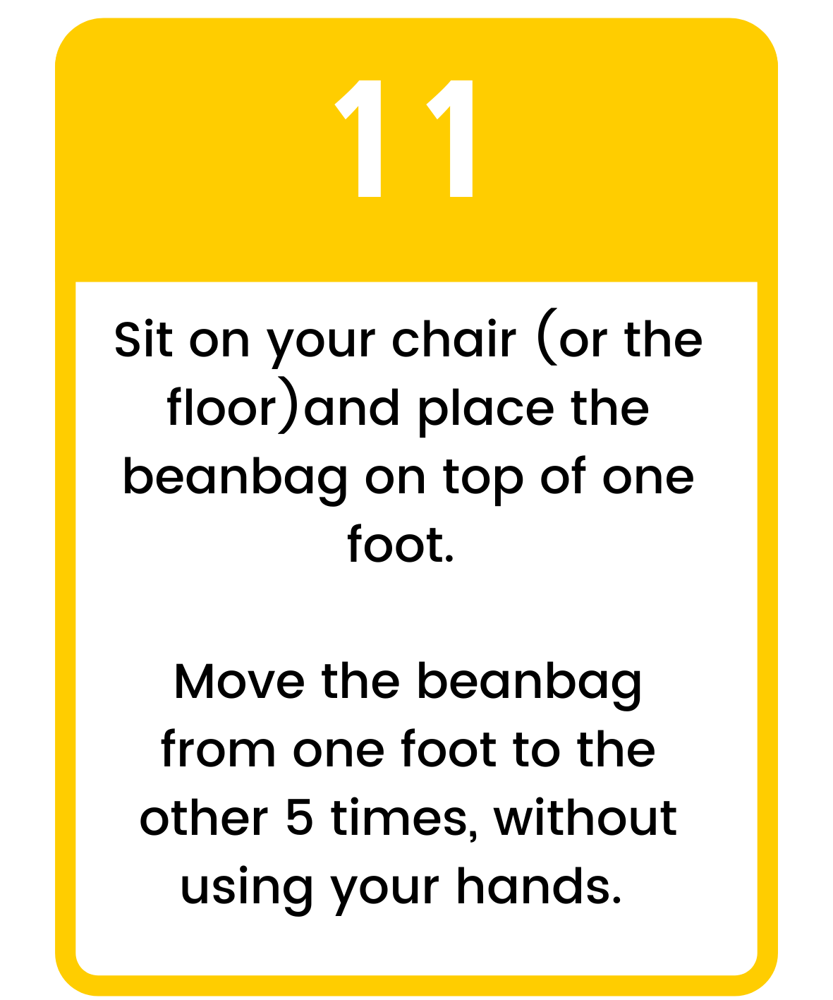 11
Sit on your chair (or the
floor)and place the
beanbag on top of one
foot.
Move the beanbag
from one foot to the
other 5 times, without
using your hands.